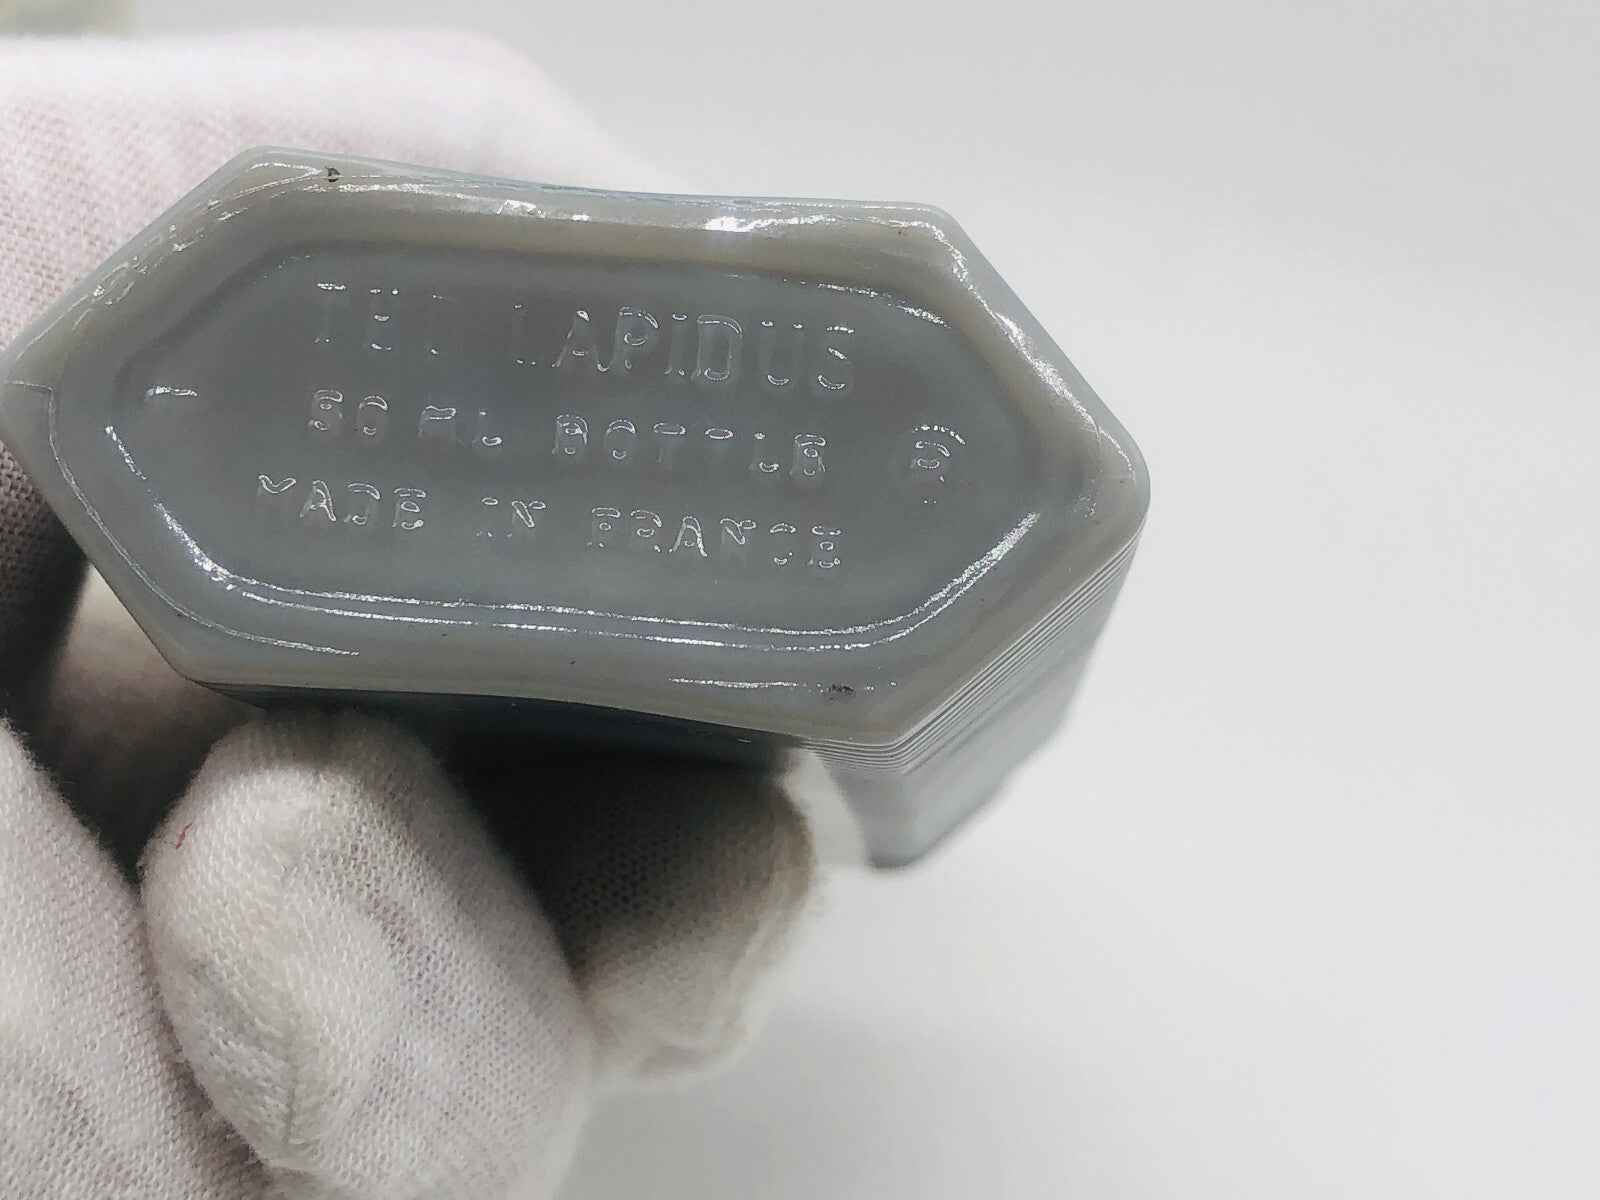 TED LAPIDUS
50 ML BOTTLE
MADE IN FRANCE